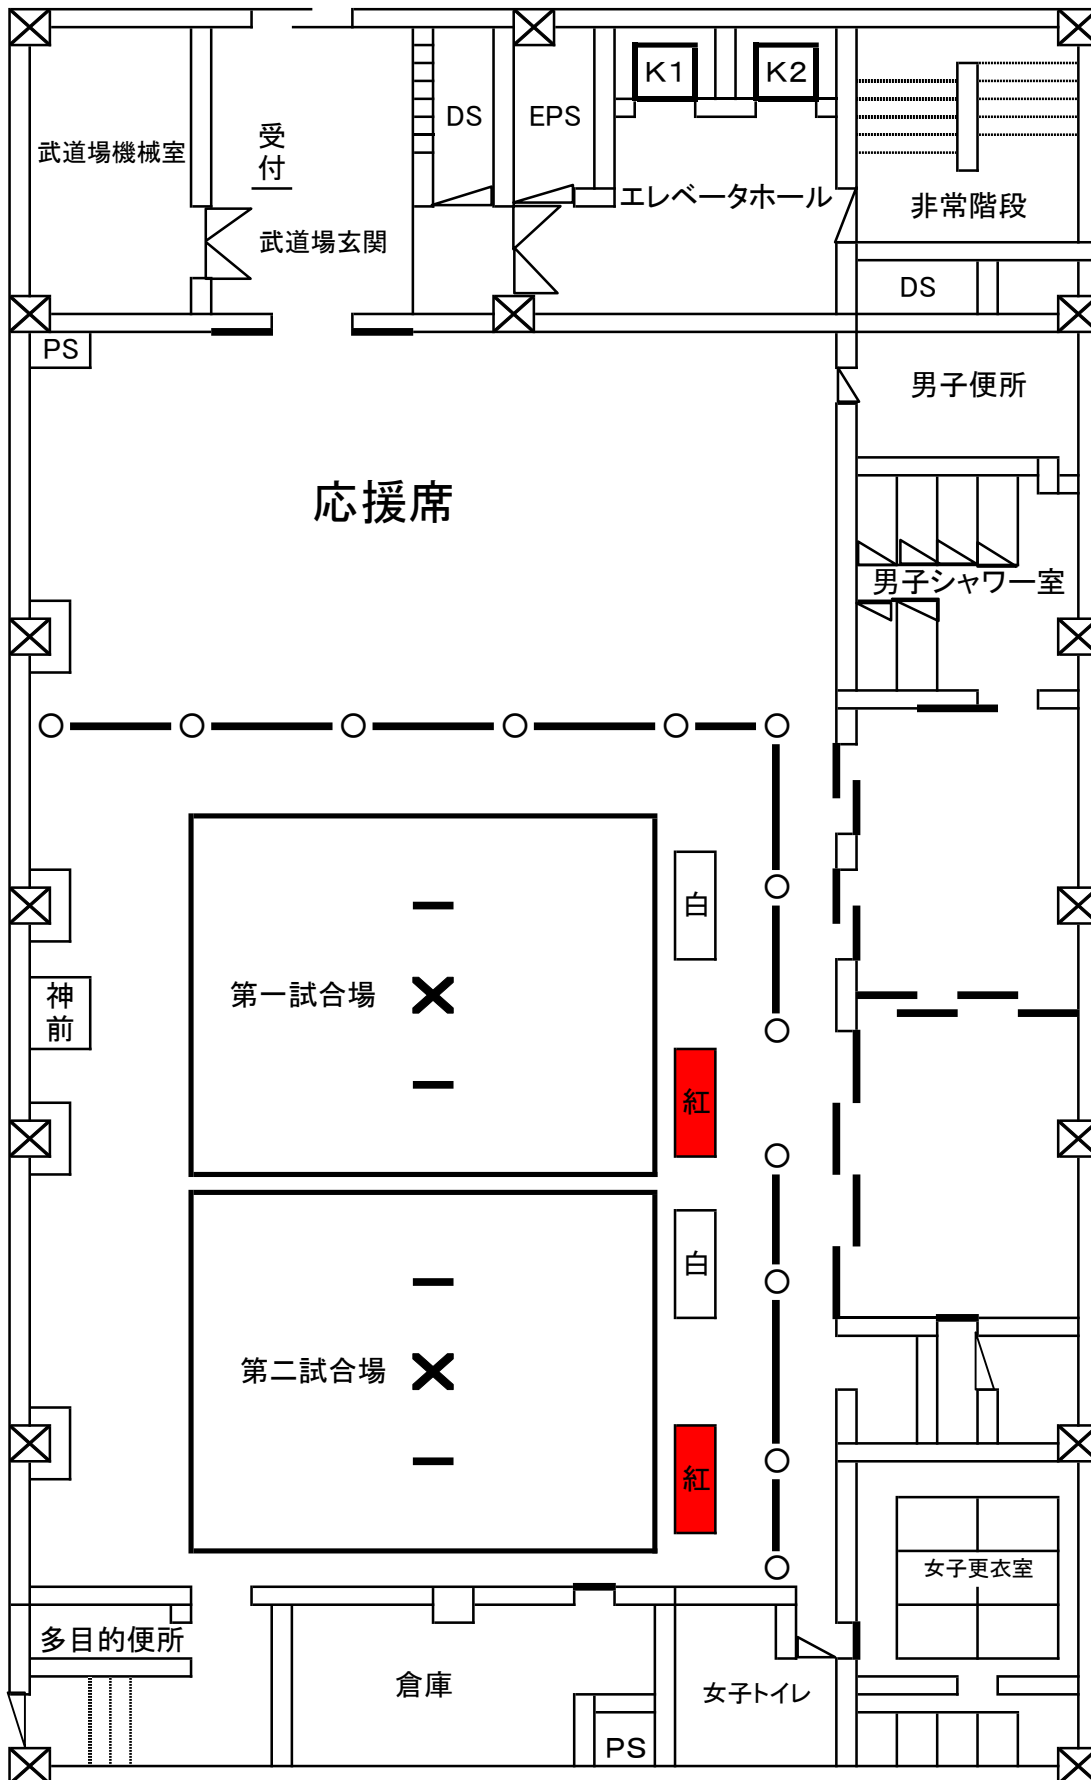 K1
K2
DS
EPS
武道場機械室
受
付
エレベータホール
非常階段
武道場玄関
DS
PS
男子便所
応援席
男子シャワー室
白
第一試合場
神
前
紅
白
第二試合場
紅
女子更衣室
多目的便所
倉庫
女子トイレ
PS